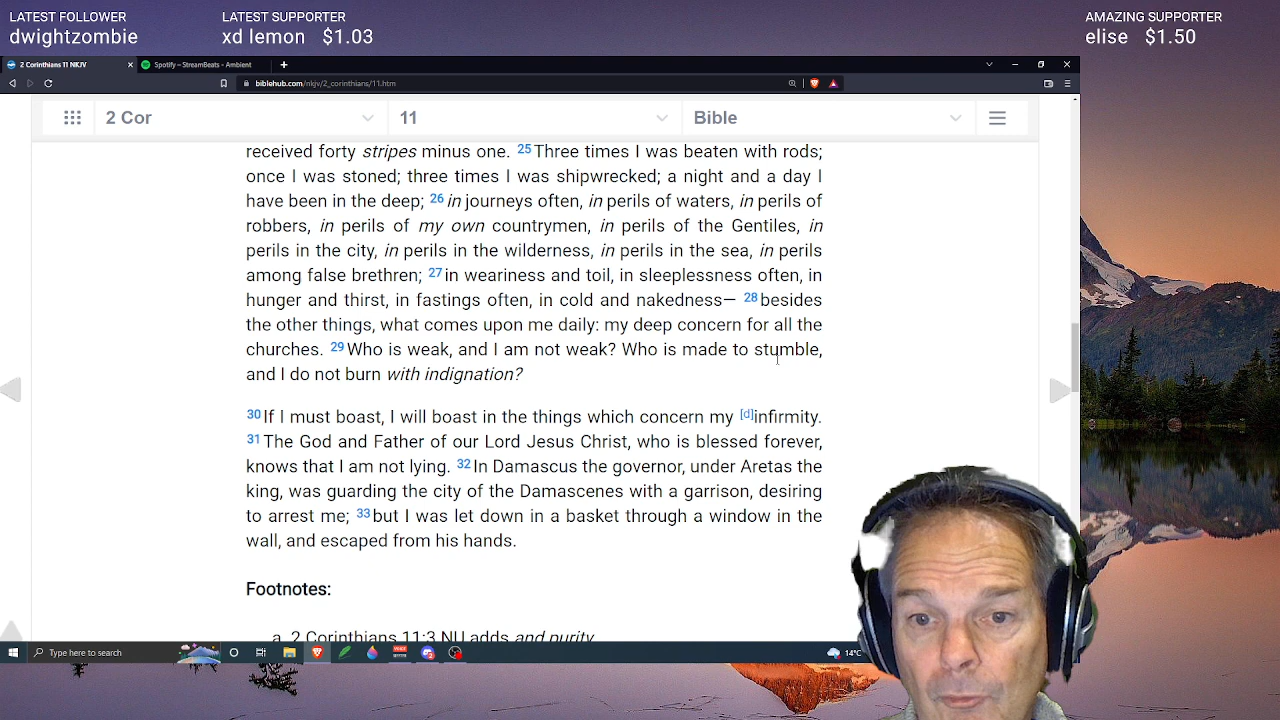 LATEST FOLLOWER
dwightzombie
LATEST SUPPORTER
xd lemon $1.03
AMAZING SUPPORTER
elise $1.50
2 Corinthians 11 NKJV
Spotify – StreamBeats - Ambient
biblehub.com/nkjv/2_corinthians/11.htm
2 Cor
11
Bible
received forty stripes minus one. 25 Three times I was beaten with rods;
once I was stoned; three times I was shipwrecked; a night and a day I
have been in the deep; 26 in journeys often, in perils of waters, in perils of
robbers, in perils of my own countrymen, in perils of the Gentiles, in
perils in the city, in perils in the wilderness, in perils in the sea, in perils
among false brethren; 27 in weariness and toil, in sleeplessness often, in
hunger and thirst, in fastings often, in cold and nakedness— 28 besides
the other things, what comes upon me daily: my deep concern for all the
churches. 29 Who is weak, and I am not weak? Who is made to stumble,
and I do not burn with indignation?
30 If I must boast, I will boast in the things which concern my [d]infirmity.
31 The God and Father of our Lord Jesus Christ, who is blessed forever,
knows that I am not lying. 32 In Damascus the governor, under Aretas the
king, was guarding the city of the Damascenes with a garrison, desiring
to arrest me; 33 but I was let down in a basket through a window in the
wall, and escaped from his hands.
Footnotes:
a. 2 Corinthians 11:3 NU adds and purity
Type here to search
14°C